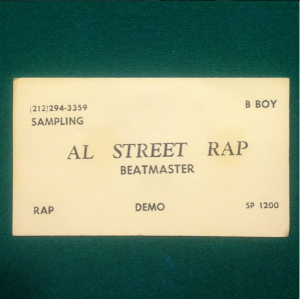 (212)294-3359
B BOY
SAMPLING
AL STREET RAP
BEATMASTER
RAP DEMO SP 1200